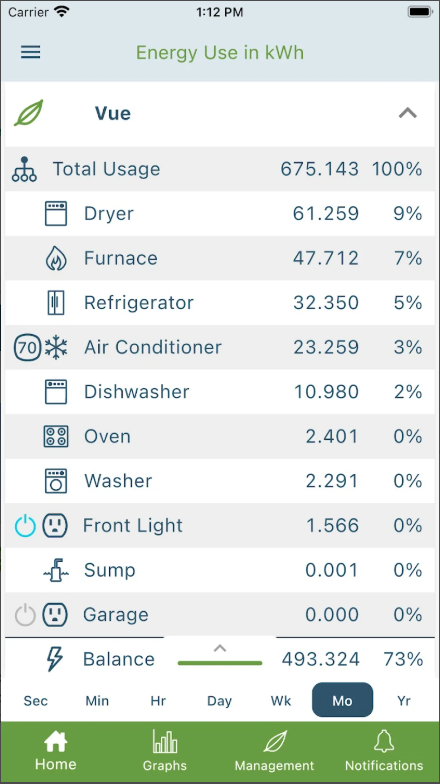 Carrier 1:12 PM
Energy Use in kWh
Vue
Total Usage 675.143 100%
Dryer 61.259 9%
Furnace 47.712 7%
Refrigerator 32.350 5%
70 Air Conditioner 23.259 3%
Dishwasher 10.980 2%
Oven 2.401 0%
Washer 2.291 0%
Front Light 1.566 0%
Sump 0.001 0%
Garage 0.000 0%
Balance 493.324 73%
Sec Min Hr Day Wk Mo Yr
Home Graphs Management Notifications